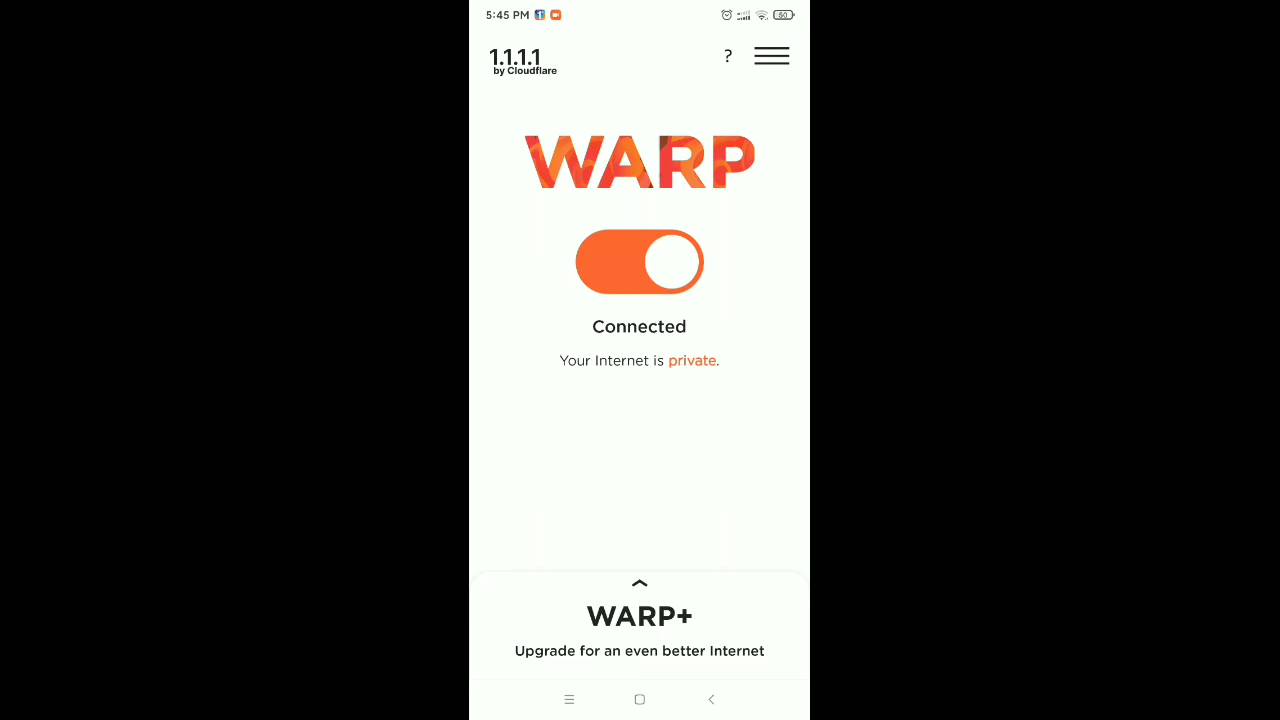 5:45 PM
50
1.1.1.1
by Cloudflare
?
WARP
Connected
Your Internet is private.
WARP+
Upgrade for an even better Internet